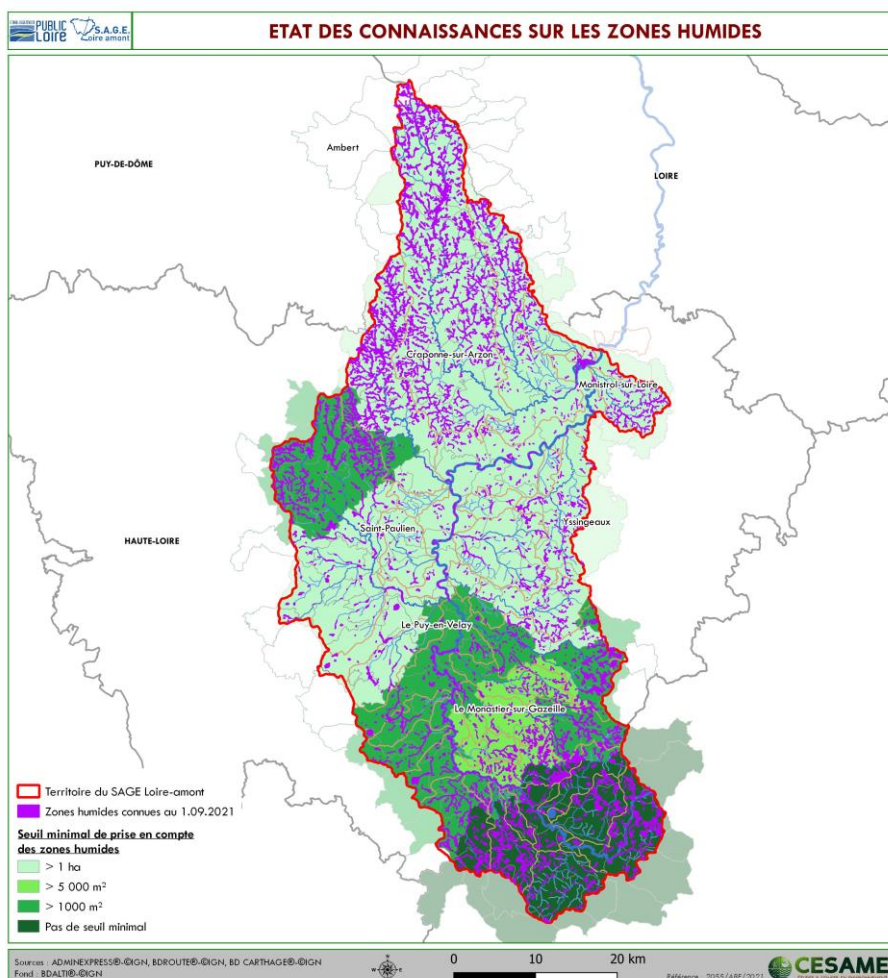 PUBLIC
LOIRE
S.A.G.E.
Loire amont
ETAT DES CONNAISSANCES SUR LES ZONES HUMIDES
PUY-DE-DÔME
Ambert
LOIRE
Craponne-sur-Arzon
Monistrol-sur-Loire
Saint-Paulien
Yssingeaux
HAUTE-LOIRE
Le Puy-en-Velay
Le Monastier-sur-Gazeille
Territoire du SAGE Loire-amont
Zones humides connues au 1.09.2021
Seuil minimal de prise en compte
des zones humides
> 1 ha
> 5 000 m²
> 1000 m²
Pas de seuil minimal
Sources : ADMINEXPRESS®-©IGN, BDROUTE®-©IGN, BD CARTHAGE®-©IGN
Fond : BDALTI®-©IGN
0 10 20 km
Référence : 2055/ABF/2021
CESAME